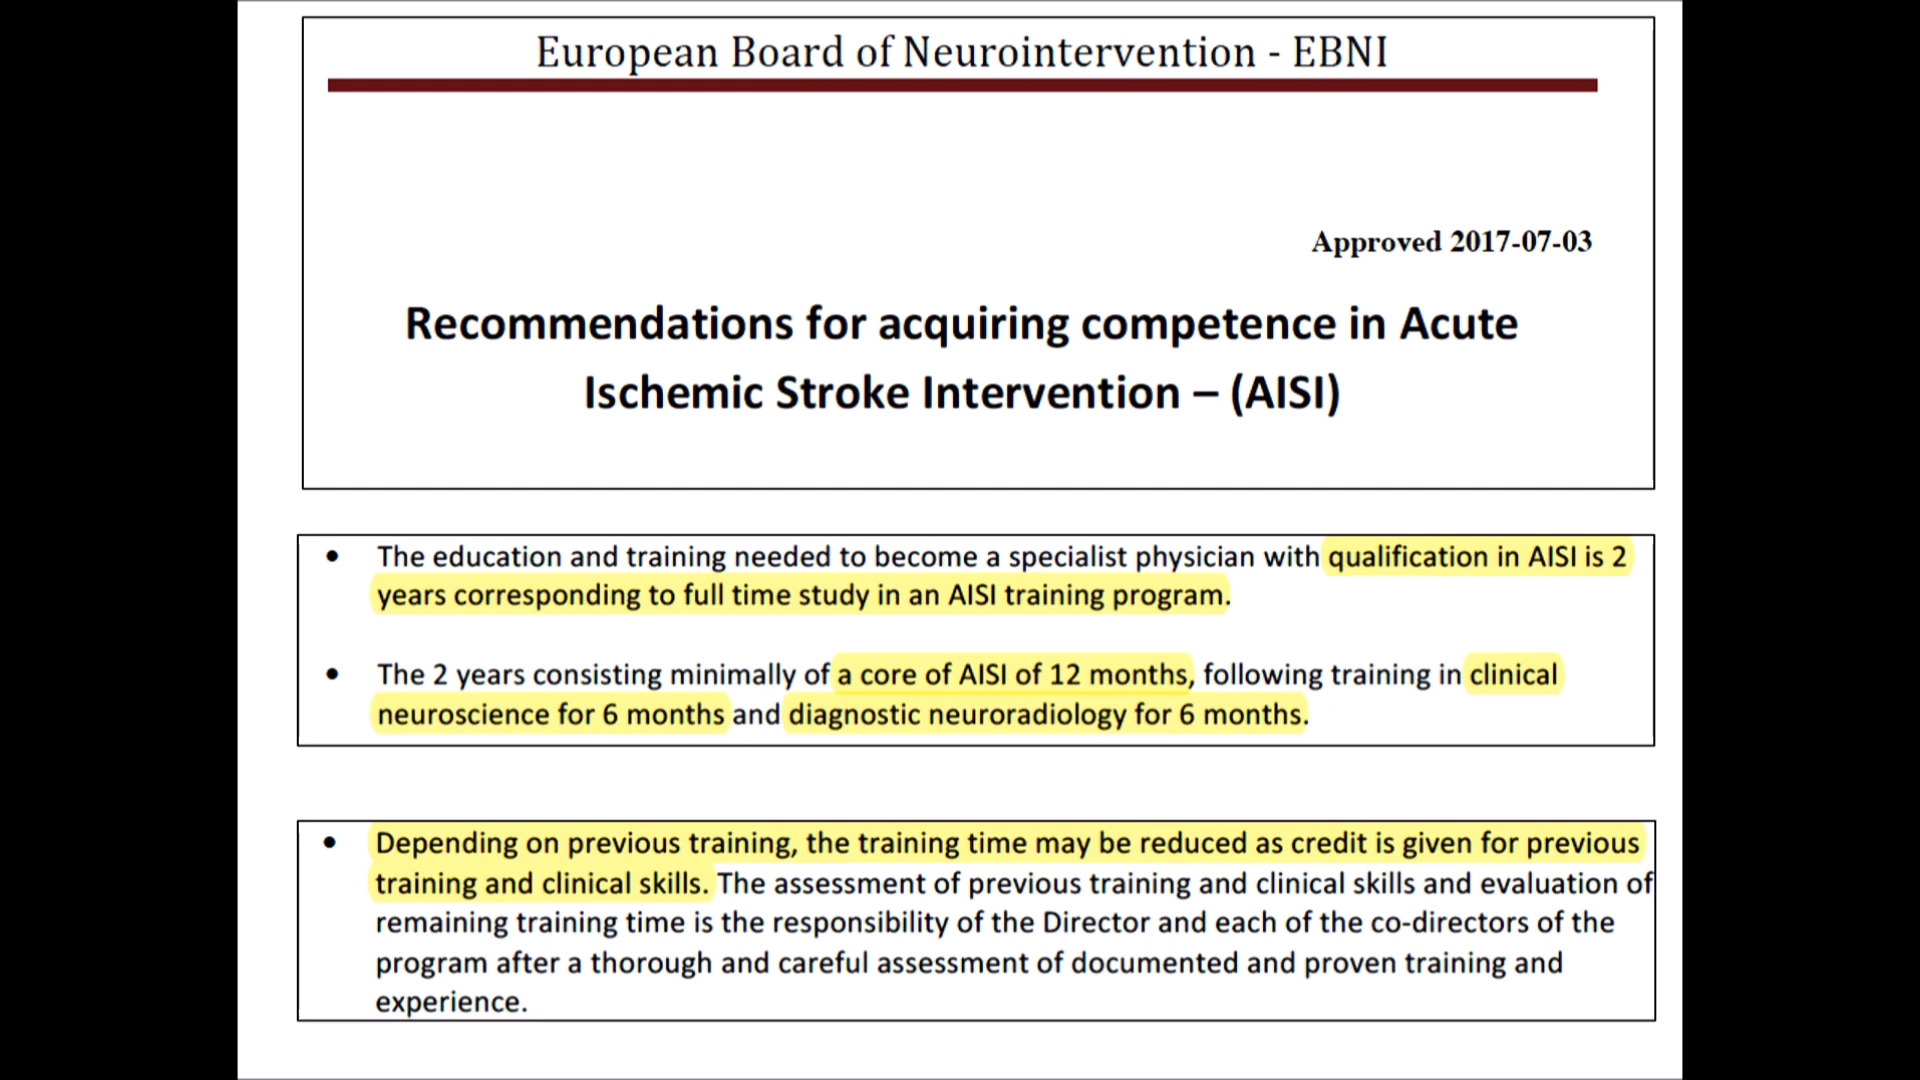 European Board of Neurointervention - EBNI
Approved 2017-07-03
Recommendations for acquiring competence in Acute
Ischemic Stroke Intervention – (AISI)
• The education and training needed to become a specialist physician with qualification in AISI is 2
years corresponding to full time study in an AISI training program.
• The 2 years consisting minimally of a core of AISI of 12 months, following training in clinical
neuroscience for 6 months and diagnostic neuroradiology for 6 months.
• Depending on previous training, the training time may be reduced as credit is given for previous
training and clinical skills. The assessment of previous training and clinical skills and evaluation of
remaining training time is the responsibility of the Director and each of the co-directors of the
program after a thorough and careful assessment of documented and proven training and
experience.